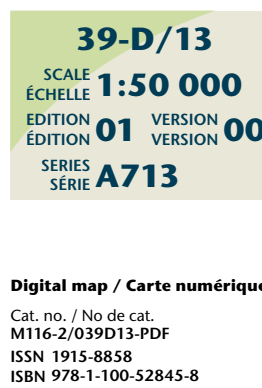 39-D/13
SCALE
ÉCHELLE 1:50 000
EDITION
ÉDITION 01 VERSION
VERSION 00
SERIES
SÉRIE A713
Digital map / Carte numérique
Cat. no. / No de cat.
M116-2/039D13-PDF
ISSN 1915-8858
ISBN 978-1-100-52845-8